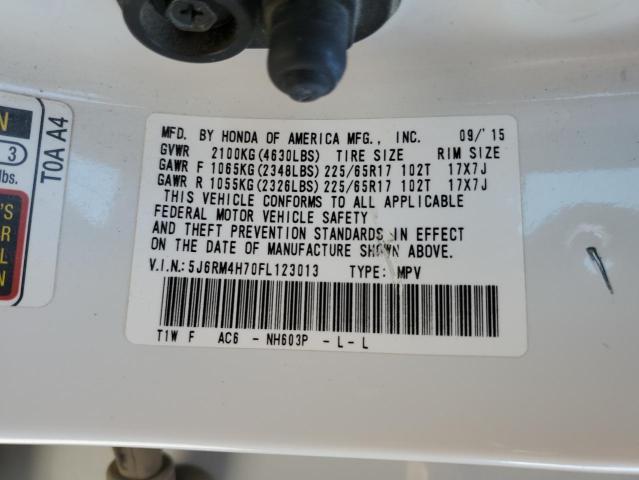 MFD. BY HONDA OF AMERICA MFG., INC. 09/'15
GVWR 2100KG(4630LBS) TIRE SIZE RIM SIZE
GAWR F 1065KG(2348LBS) 225/65R17 102T 17X7J
GAWR R 1055KG(2326LBS) 225/65R17 102T 17X7J
THIS VEHICLE CONFORMS TO ALL APPLICABLE
FEDERAL MOTOR VEHICLE SAFETY
AND THEFT PREVENTION STANDARDS IN EFFECT
ON THE DATE OF MANUFACTURE SHOWN ABOVE.
V.I.N.: 5J6RM4H70FL123013 TYPE: MPV
T1W F AC6 - NH603P - L - L
T0A A4
N
3
lbs.
'S
ER
L
N